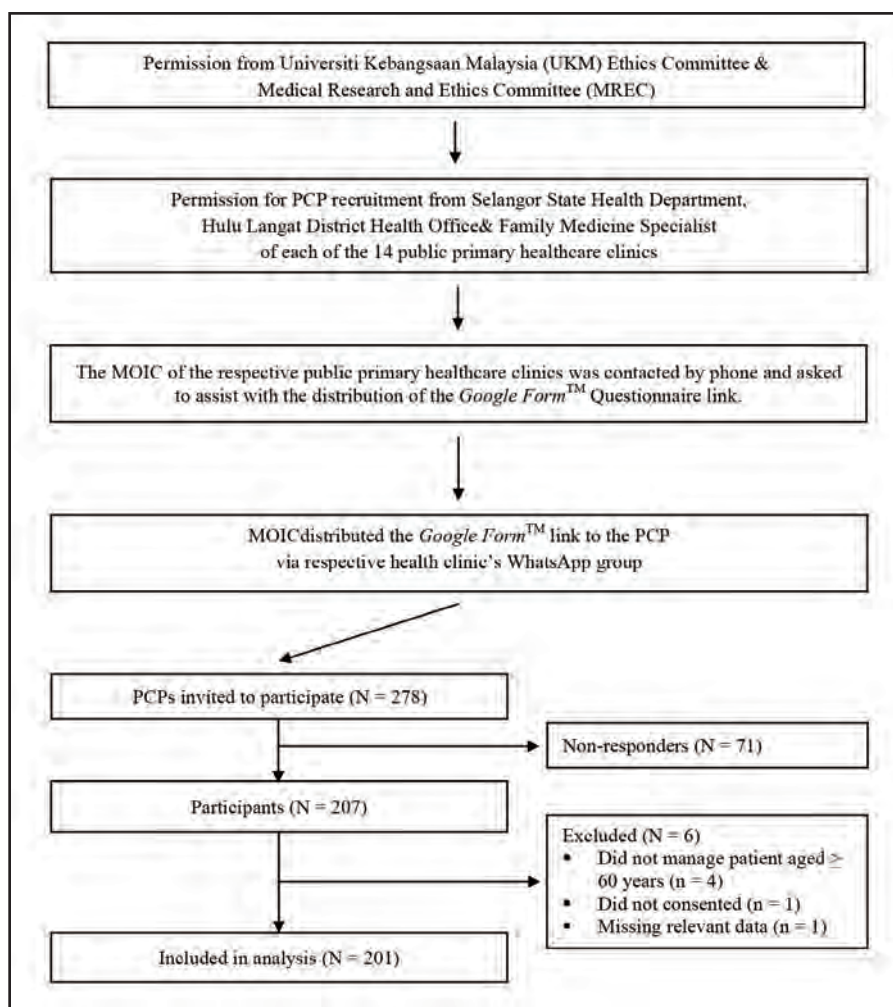 Permission from Universiti Kebangsaan Malaysia (UKM) Ethics Committee &
Medical Research and Ethics Committee (MREC)
Permission for PCP recruitment from Selangor State Health Department,
Hulu Langat District Health Office& Family Medicine Specialist
of each of the 14 public primary healthcare clinics
The MOIC of the respective public primary healthcare clinics was contacted by phone and asked
to assist with the distribution of the Google Form™ Questionnaire link.
MOICdistributed the Google Form™ link to the PCP
via respective health clinic's WhatsApp group
PCPs invited to participate (N = 278)
Non-responders (N = 71)
Participants (N = 207)
Excluded (N = 6)
▪ Did not manage patient aged ≥
60 years (n = 4)
▪ Did not consented (n = 1)
▪ Missing relevant data (n = 1)
Included in analysis (N = 201)